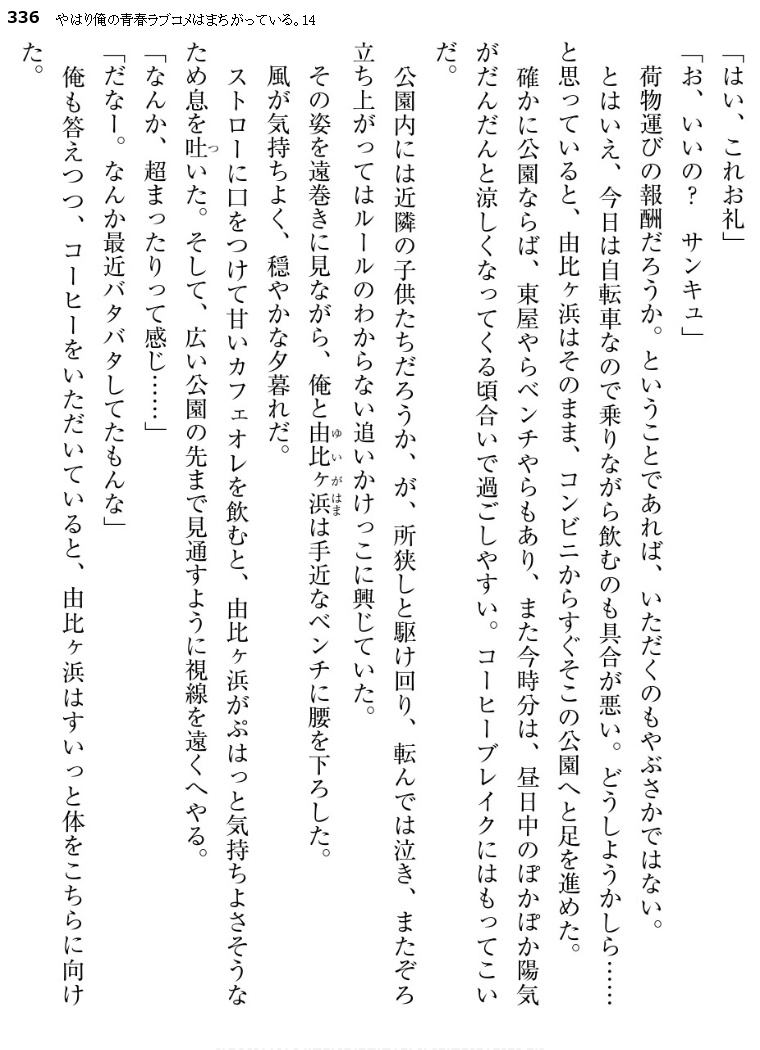 336 やはり俺の青春ラブコメはまちがっている。14
「はい、これお礼」
「お、いいの？　サンキュ」
荷物運びの報酬だろうか。ということであれば、いただくのもやぶさかではない。
とはいえ、今日は自転車なので乗りながら飲むのも具合が悪い。どうしようかしら……
と思っていると、由比ヶ浜はそのまま、コンビニからすぐそこの公園へと足を進めた。
確かに公園ならば、東屋やらベンチやらもあり、また今時分は、昼日中のぽかぽか陽気
がだんだんと涼しくなってくる頃合いで過ごしやすい。コーヒーブレイクにはもってこい
だ。
公園内には近隣の子供たちだろうか、が、所狭しと駆け回り、転んでは泣き、またぞろ
立ち上がってはルールのわからない追いかけっこに興じていた。
その姿を遠巻きに見ながら、俺と由比ヶ浜は手近なベンチに腰を下ろした。
風が気持ちよく、穏やかな夕暮れだ。
ストローに口をつけて甘いカフェオレを飲むと、由比ヶ浜がぷはっと気持ちよさそうな
ため息を吐いた。そして、広い公園の先まで見通すように視線を遠くへやる。
「なんか、超まったりって感じ……」
「だなー。なんか最近バタバタしてたもんな」
俺も答えつつ、コーヒーをいただいていると、由比ヶ浜はすいっと体をこちらに向け
た。